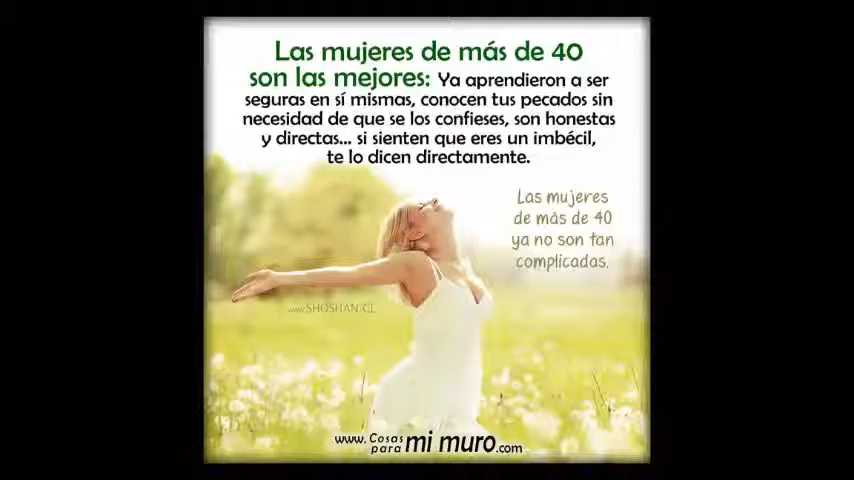 Las mujeres de más de 40
son las mejores: Ya aprendieron a ser
seguras en sí mismas, conocen tus pecados sin
necesidad de que se los confieses, son honestas
y directas... si sienten que eres un imbécil,
te lo dicen directamente.
Las mujeres
de más de 40
ya no son tan
complicadas.
www.SHOSHAN.CL
www.Cosas para mi muro.com